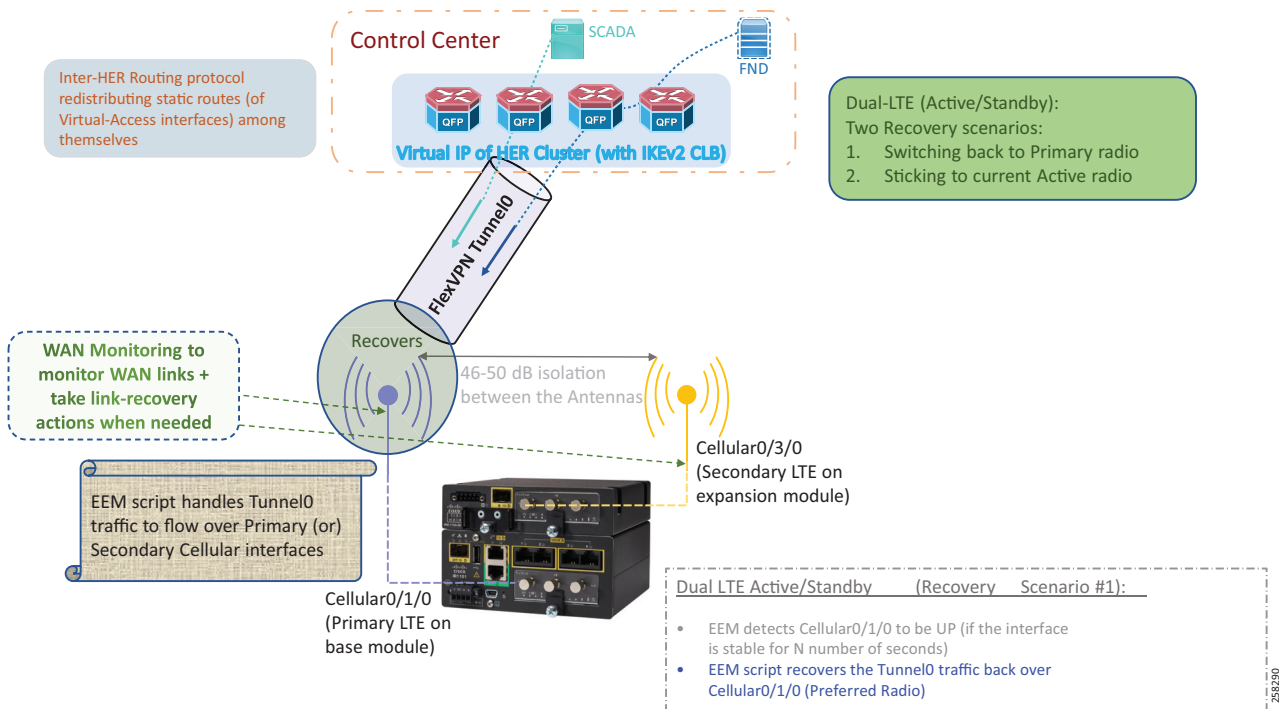 Control Center
SCADA
FND
QFP
QFP
QFP
QFP
Virtual IP of HER Cluster (with IKEv2 CLB)
Inter-HER Routing protocol
redistributing static routes (of
Virtual-Access interfaces) among
themselves
Dual-LTE (Active/Standby):
Two Recovery scenarios:
1. Switching back to Primary radio
2. Sticking to current Active radio
FlexVPN Tunnel0
Recovers
WAN Monitoring to
monitor WAN links +
take link-recovery
actions when needed
46-50 dB isolation
between the Antennas
Cellular0/3/0
(Secondary LTE on
expansion module)
EEM script handles Tunnel0
traffic to flow over Primary (or)
Secondary Cellular interfaces
Cellular0/1/0
(Primary LTE on
base module)
Dual LTE Active/Standby (Recovery Scenario #1):
• EEM detects Cellular0/1/0 to be UP (if the interface
is stable for N number of seconds)
• EEM script recovers the Tunnel0 traffic back over
Cellular0/1/0 (Preferred Radio)
258290